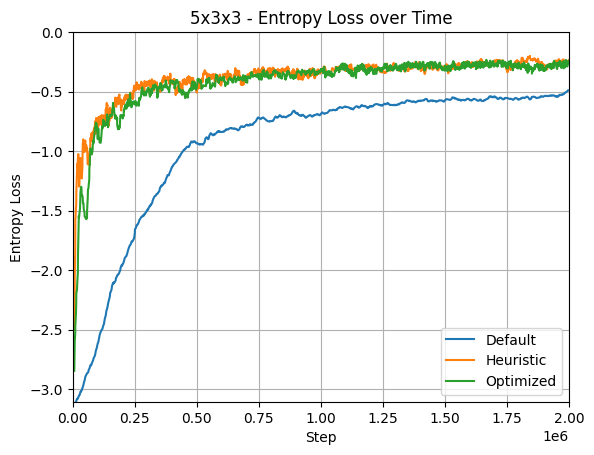 5x3x3 - Entropy Loss over Time
Entropy Loss
0.0
−0.5
−1.0
−1.5
−2.0
−2.5
−3.0
Default
Heuristic
Optimized
0.00 0.25 0.50 0.75 1.00 1.25 1.50 1.75 2.00
Step
1e6